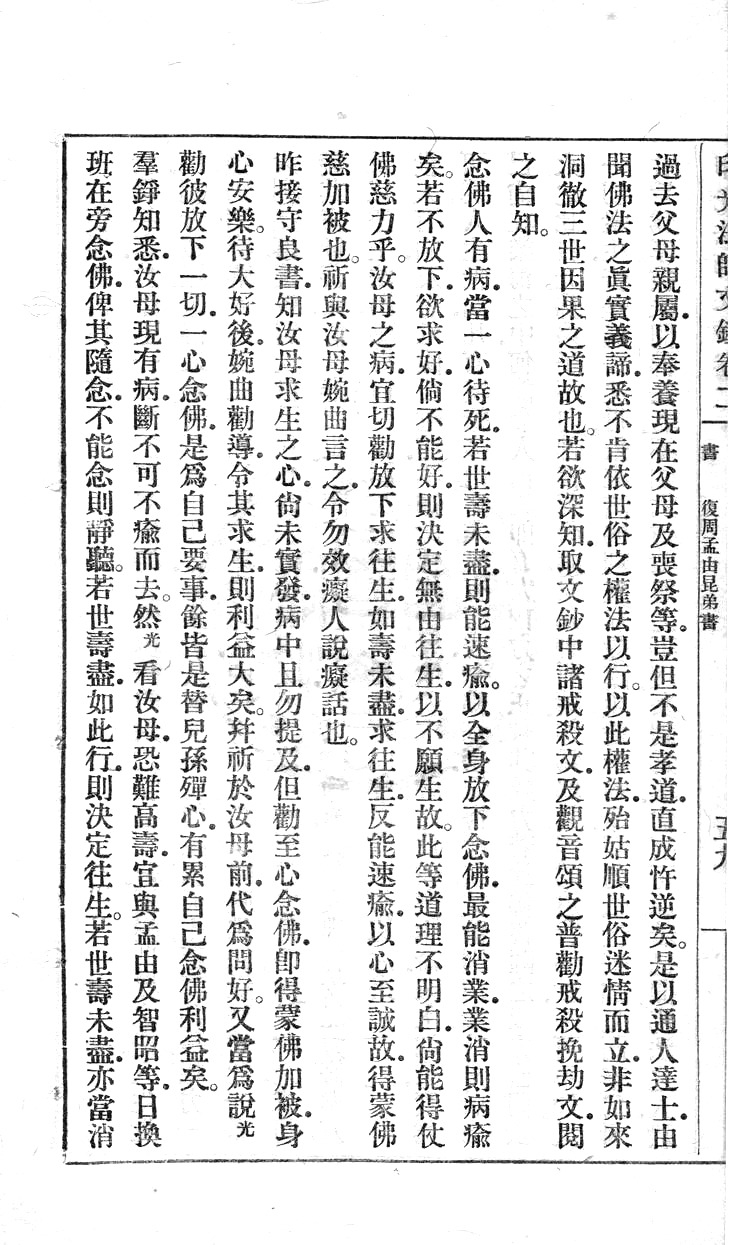 印光法師文鈔卷二 書 復周孟由昆弟書 五九
過去父母親屬。以奉養現在父母及喪祭等。豈但不是孝道。直成忤逆矣。是以通人達士。由
聞佛法之眞實義諦。悉不肯依世俗之權法以行。以此權法。殆姑順世俗迷情而立。非如來
洞徹三世因果之道故也。若欲深知。取文鈔中諸戒殺文。及觀音頌之普勸戒殺挽劫文。閱
之自知。
念佛人有病。當一心待死。若世壽未盡。則能速瘉。以全身放下念佛。最能消業。業消則病瘉
矣。若不放下。欲求好。倘不能好。則決定無由往生。以不願生故。此等道理不明白。尙能得仗
佛慈力乎。汝母之病。宜切勸放下求往生。如壽未盡。求往生。反能速瘉。以心至誠故。得蒙佛
慈加被也。祈與汝母婉曲言之。令勿效癡人說癡話也。
昨接守良書。知汝母求生之心。尙未實發。病中且勿提及。但勸至心念佛。卽得蒙佛加被。身
心安樂。待大好後。婉曲勸導。令其求生。則利益大矣。幷祈於汝母前。代爲問好。又當爲說光
勸彼放下一切。一心念佛。是爲自己要事。餘皆是替兒孫殫心。有累自己念佛利益矣。
羣錚知悉。汝母現有病。斷不可不瘉而去。然光看汝母。恐難高壽。宜與孟由及智昭等。日換
班在旁念佛。俾其隨念。不能念則靜聽。若世壽盡。如此行。則決定往生。若世壽未盡。亦當消